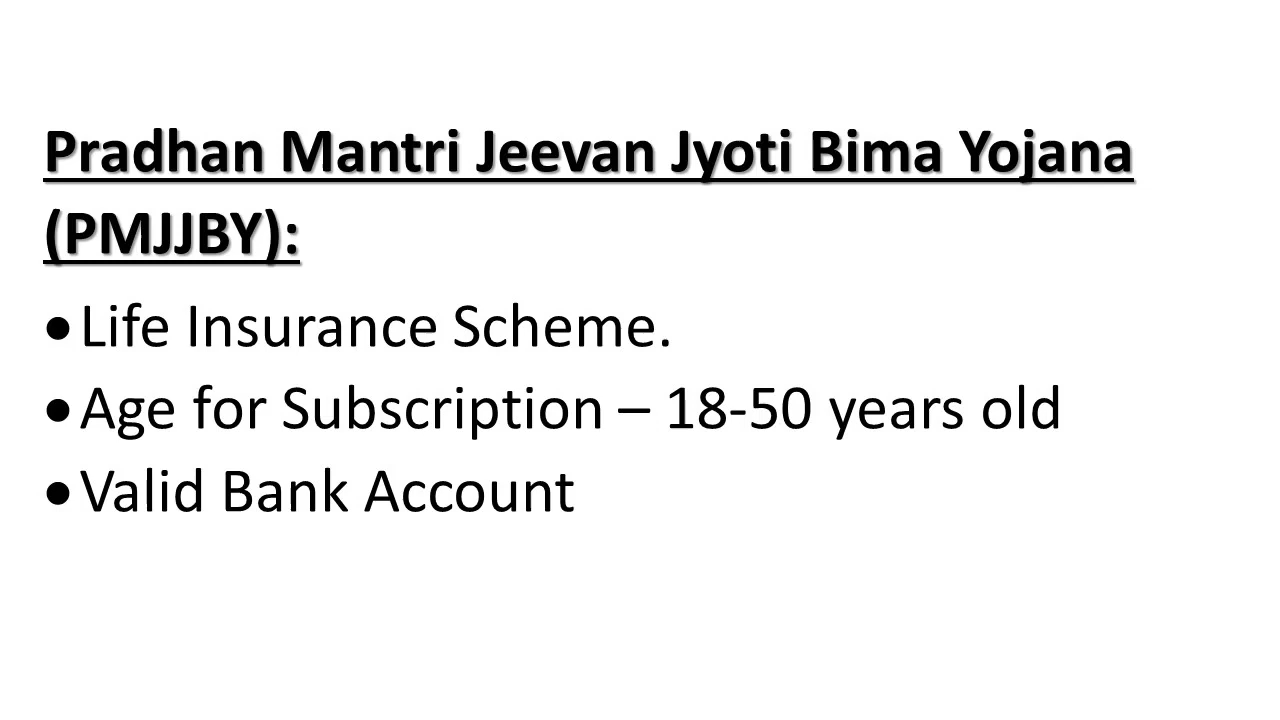 Pradhan Mantri Jeevan Jyoti Bima Yojana
(PMJJBY):
•Life Insurance Scheme.
•Age for Subscription – 18-50 years old
•Valid Bank Account